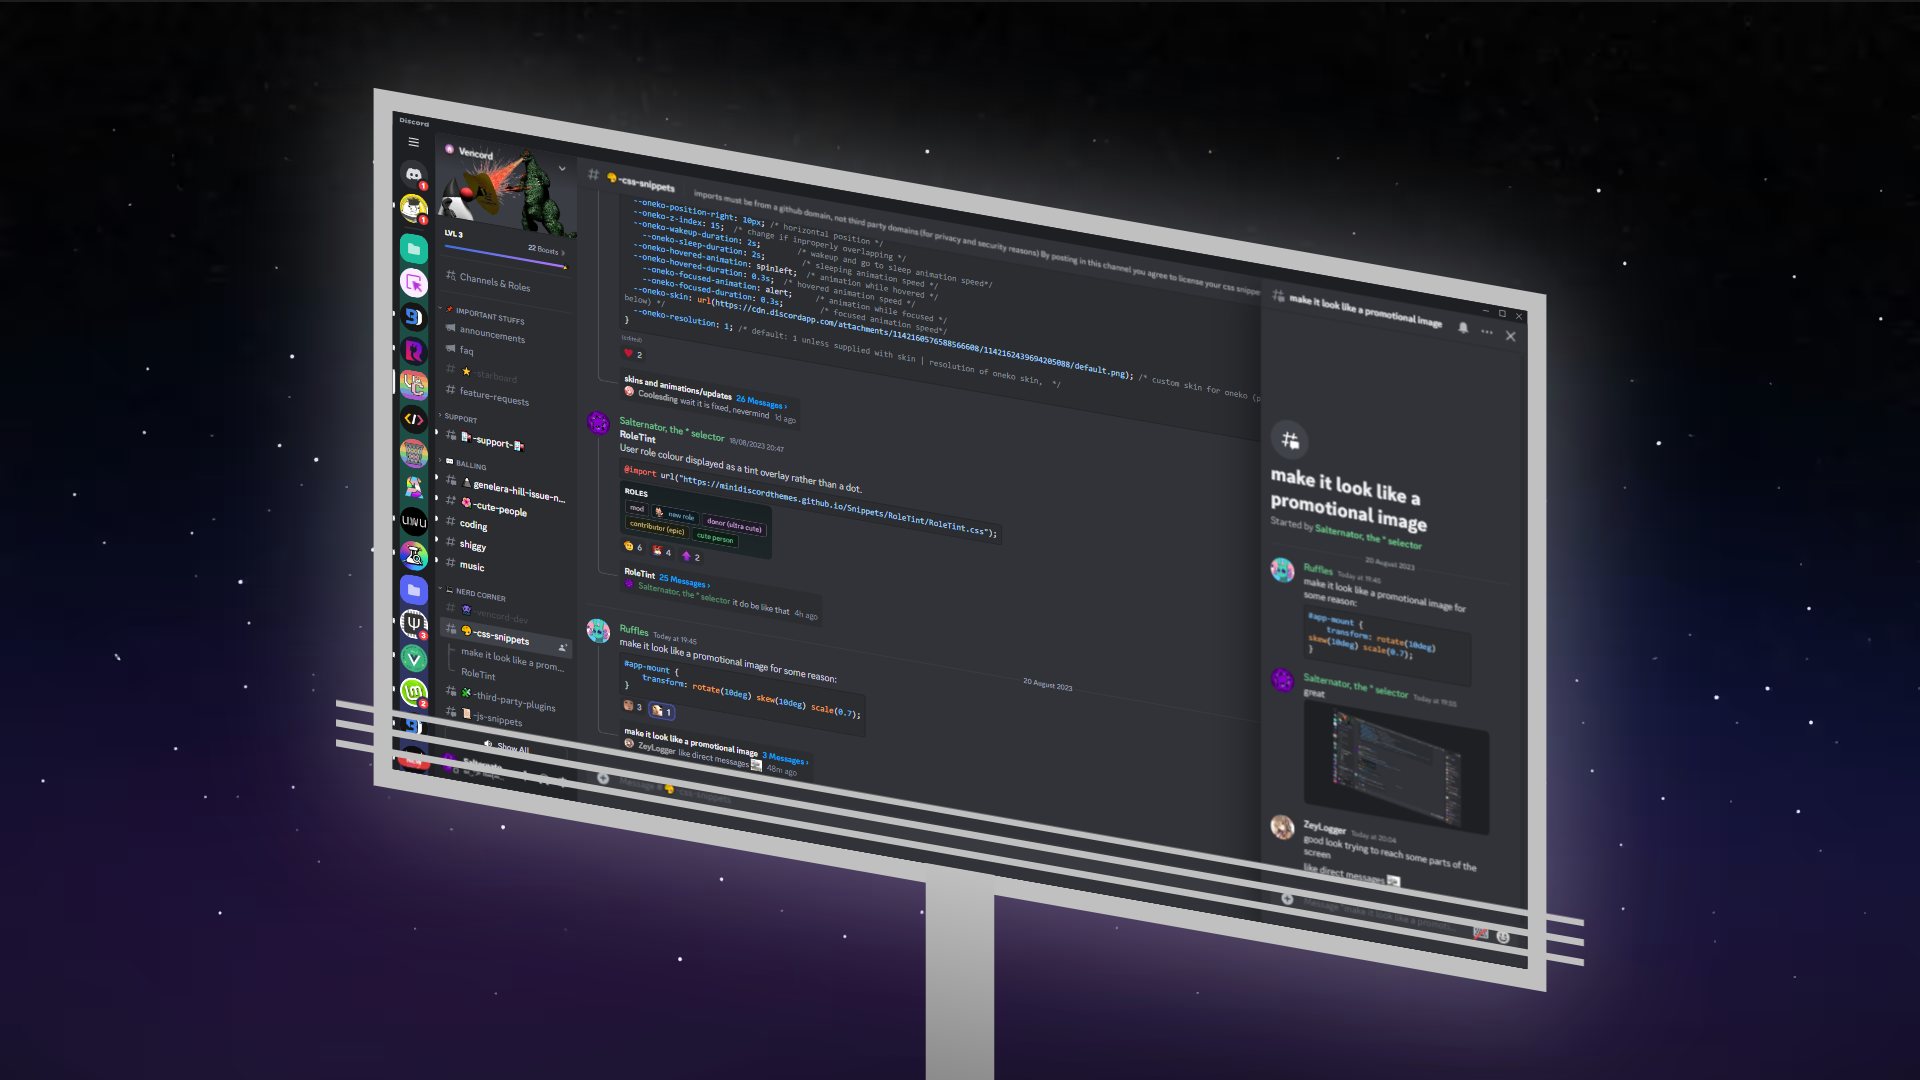 Discord
Vencord
LVL 3
22 Boosts
Channels & Roles
IMPORTANT STUFFS
announcements
faq
starboard
feature-requests
SUPPORT
-support-
BALLING
genelera-hill-issue-n...
-cute-people
coding
shiggy
music
NERD CORNER
-vencord-dev
-css-snippets
make it look like a prom...
RoleTint
-third-party-plugins
-js-snippets
Show All
-css-snippets
imports must be from a github domain, not third party domains (for privacy and security reasons) By posting in this channel you agree to license your css snippe
--oneko-position-right: 10px; /* horizontal position */
--oneko-z-index: 15; /* change if inproperly overlapping */
--oneko-wakeup-duration: 2s; /* wakeup and go to sleep animation speed*/
--oneko-sleep-duration: 2s; /* sleeping animation speed */
--oneko-hovered-animation: spinleft; /* animation while hovered */
--oneko-hovered-duration: 0.3s; /* hovered animation speed */
--oneko-focused-animation: alert; /* animation while focused */
--oneko-focused-duration: 0.3s; /* focused animation speed*/
--oneko-skin: url(https://cdn.discordapp.com/attachments/1142160576588566608/1142162439694205088/default.png); /* custom skin for oneko (p
below) */
--oneko-resolution: 1; /* default: 1 unless supplied with skin | resolution of oneko skin, */
}
(edited)
2
skins and animations/updates 26 Messages ›
Coolesding wait it is fixed, nevermind 1d ago
Salternator, the * selector 18/08/2023 20:47
RoleTint
User role colour displayed as a tint overlay rather than a dot.
@import url("https://minidiscordthemes.github.io/Snippets/RoleTint/RoleTint.css");
ROLES
mod new role donor (ultra cute)
contributor (epic) cute person
6 4 2
RoleTint 25 Messages ›
Salternator, the * selector it do be like that 4h ago
20 August 2023
Ruffles Today at 19:45
make it look like a promotional image for some reason:
#app-mount {
transform: rotate(10deg) skew(10deg) scale(0.7);
}
3 1
make it look like a promotional image 3 Messages ›
ZeyLogger like direct messages 48m ago
make it look like a promotional image
make it look like a
promotional image
Started by Salternator, the * selector
20 August 2023
Ruffles Today at 19:45
make it look like a promotional image for
some reason:
#app-mount {
transform: rotate(10deg)
skew(10deg) scale(0.7);
}
Salternator, the * selector Today at 19:55
great
ZeyLogger Today at 20:04
good look trying to reach some parts of the
screen
like direct messages